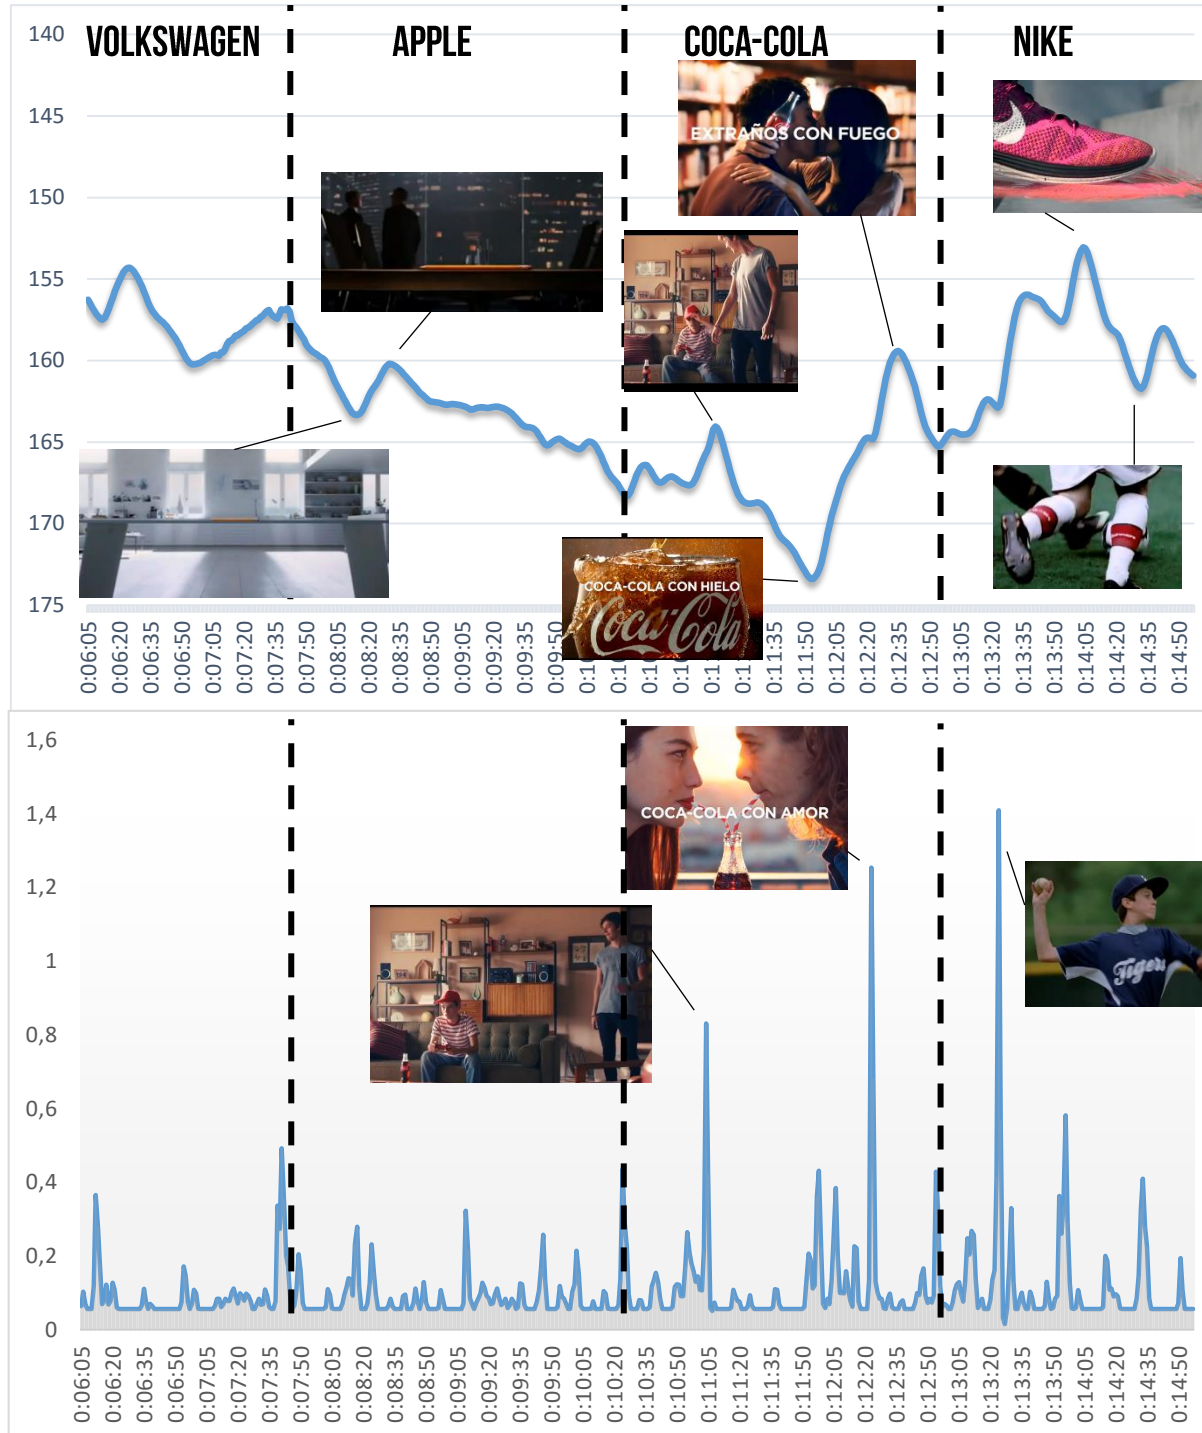 VOLKSWAGEN APPLE COCA-COLA NIKE
140
145
150
155
160
165
170
175
EXTRAÑOS CON FUEGO
COCA-COLA CON HIELO
Coca-Cola
0:06:05 0:06:20 0:06:35 0:06:50 0:07:05 0:07:20 0:07:35 0:07:50 0:08:05 0:08:20 0:08:35 0:08:50 0:09:05 0:09:20 0:09:35 0:09:50 0:11:35 0:11:50 0:12:05 0:12:20 0:12:35 0:12:50 0:13:05 0:13:20 0:13:35 0:13:50 0:14:05 0:14:20 0:14:35 0:14:50
1,6
1,4
1,2
1
0,8
0,6
0,4
0,2
0
COCA-COLA CON AMOR
Tigers
0:06:05 0:06:20 0:06:35 0:06:50 0:07:05 0:07:20 0:07:35 0:07:50 0:08:05 0:08:20 0:08:35 0:08:50 0:09:05 0:09:20 0:09:35 0:09:50 0:10:05 0:10:20 0:10:35 0:10:50 0:11:05 0:11:20 0:11:35 0:11:50 0:12:05 0:12:20 0:12:35 0:12:50 0:13:05 0:13:20 0:13:35 0:13:50 0:14:05 0:14:20 0:14:35 0:14:50